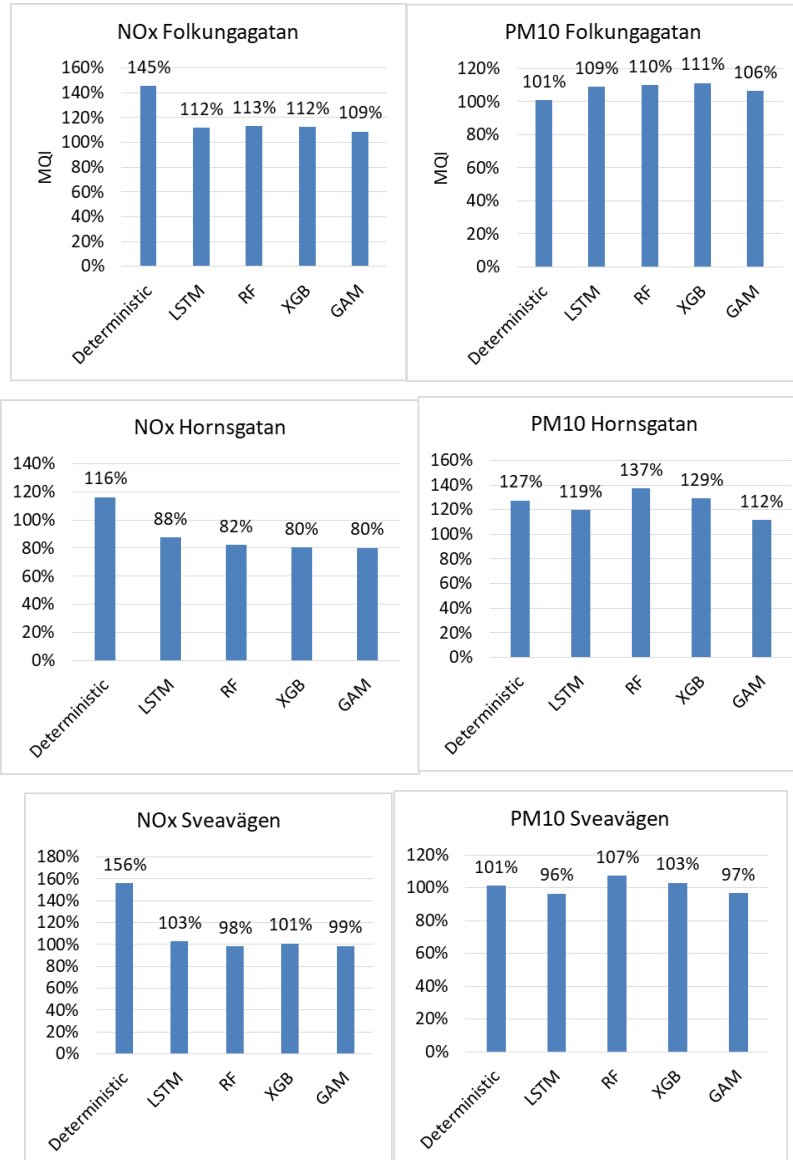 NOx Folkungagatan
160%
140%
120%
100%
80%
60%
40%
20%
0%
MQI
145%
112%
113%
112%
109%
Deterministic
LSTM
RF
XGB
GAM
PM10 Folkungagatan
120%
100%
80%
60%
40%
20%
0%
MQI
101%
109%
110%
111%
106%
Deterministic
LSTM
RF
XGB
GAM
NOx Hornsgatan
140%
120%
100%
80%
60%
40%
20%
0%
116%
88%
82%
80%
80%
Deterministic
LSTM
RF
XGB
GAM
PM10 Hornsgatan
160%
140%
120%
100%
80%
60%
40%
20%
0%
127%
119%
137%
129%
112%
Deterministic
LSTM
RF
XGB
GAM
NOx Sveavägen
180%
160%
140%
120%
100%
80%
60%
40%
20%
0%
156%
103%
98%
101%
99%
Deterministic
LSTM
RF
XGB
GAM
PM10 Sveavägen
120%
100%
80%
60%
40%
20%
0%
101%
96%
107%
103%
97%
Deterministic
LSTM
RF
XGB
GAM